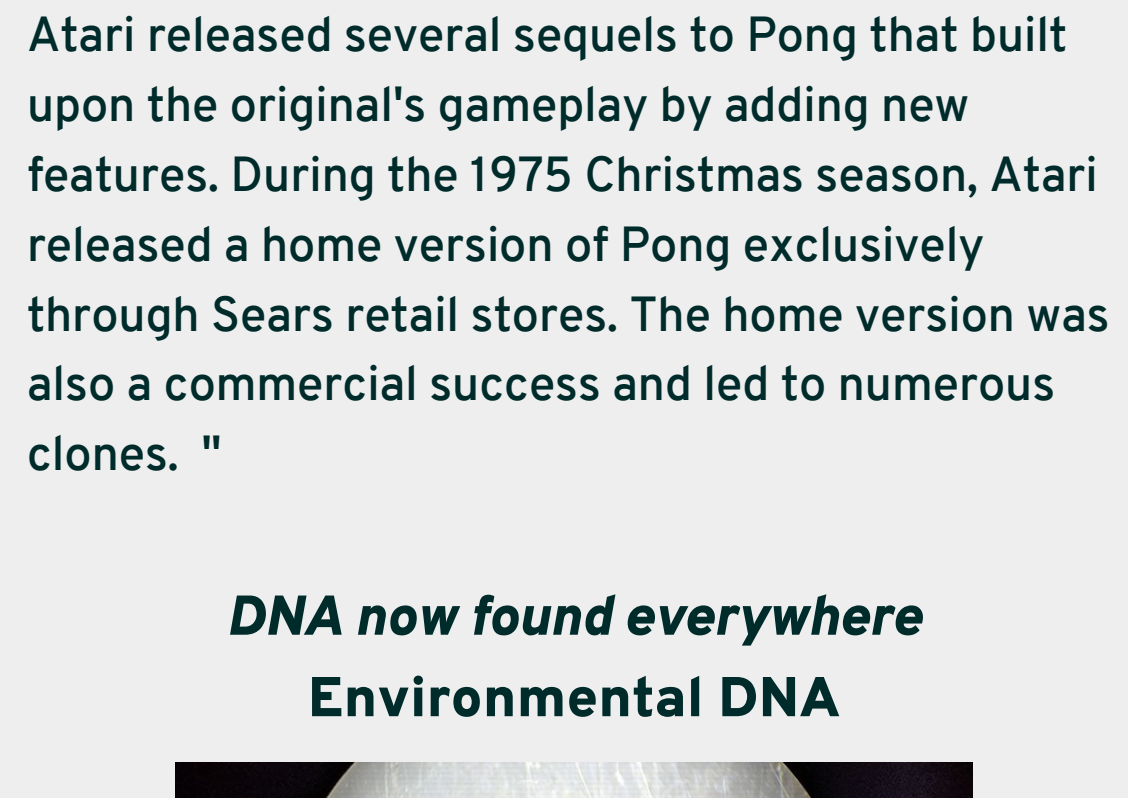 Atari released several sequels to Pong that built
upon the original's gameplay by adding new
features. During the 1975 Christmas season, Atari
released a home version of Pong exclusively
through Sears retail stores. The home version was
also a commercial success and led to numerous
clones.  "
DNA now found everywhere
Environmental DNA